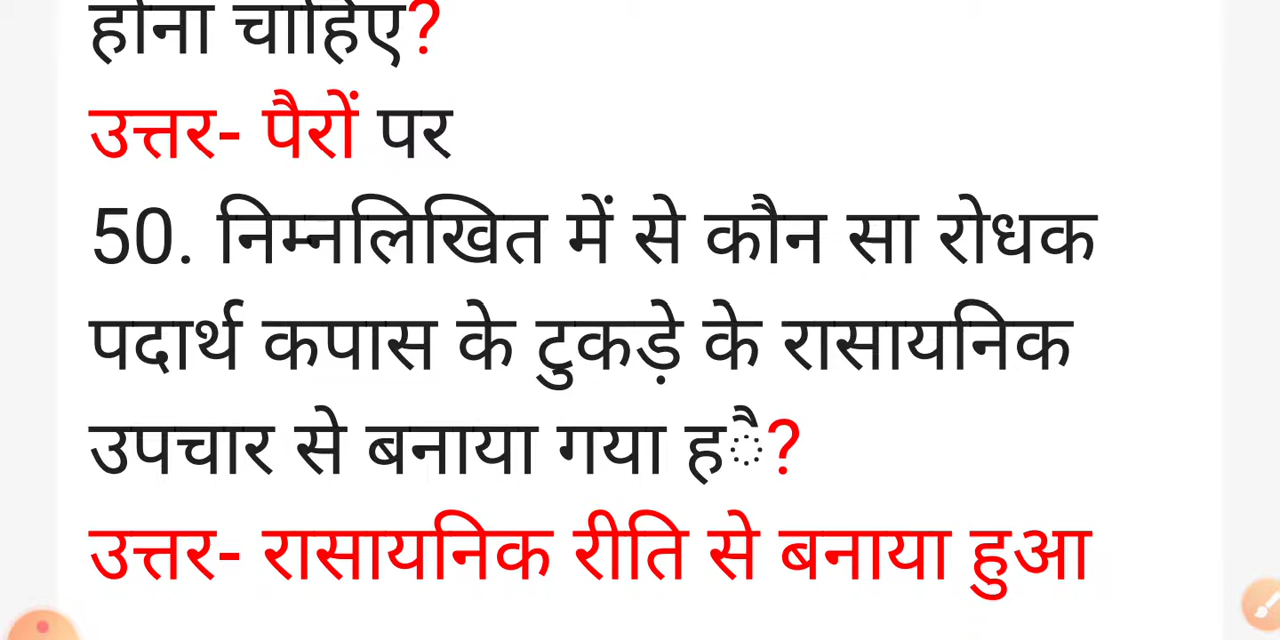 होना चाहिए?
उत्तर- पैरों पर
50. निम्नलिखित में से कौन सा रोधक
पदार्थ कपास के टुकड़े के रासायनिक
उपचार से बनाया गया है?
उत्तर- रासायनिक रीति से बनाया हुआ